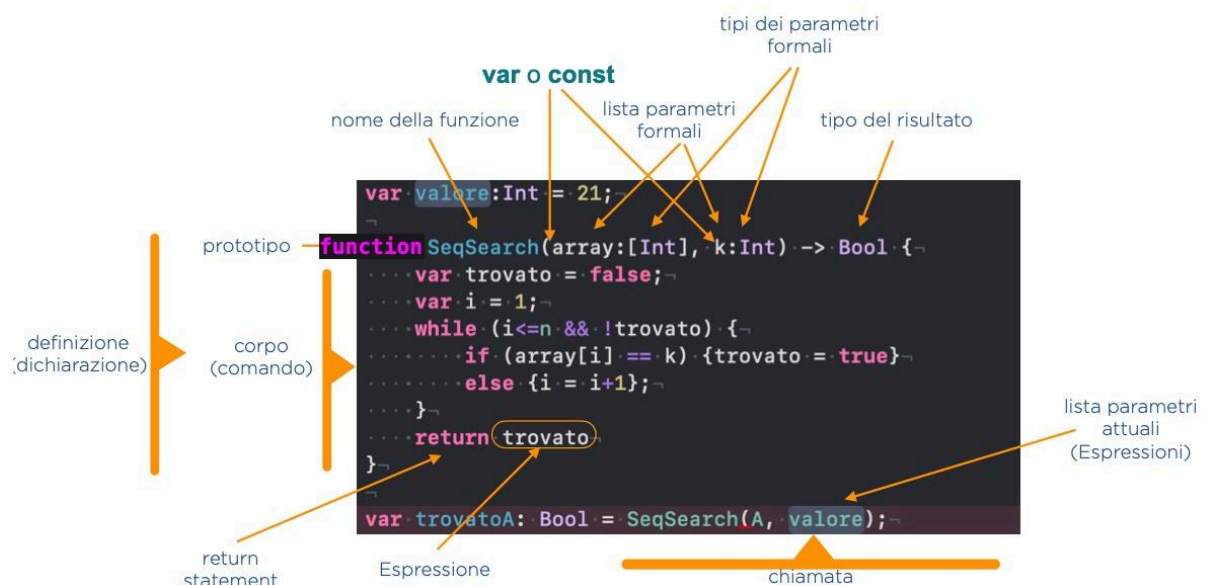 tipi dei parametri
formali
var o const
nome della funzione
lista parametri
formali
tipo del risultato
var valore:Int = 21;
prototipo
function SeqSearch(array:[Int], k:Int) -> Bool {
var trovato = false;
var i = 1;
while (i<=n && !trovato) {
if (array[i] == k) {trovato = true}
else {i = i+1};
}
return trovato
}
definizione
(dichiarazione)
corpo
(comando)
lista parametri
attuali
(Espressioni)
var trovatoA: Bool = SeqSearch(A, valore);
return
statement
Espressione
chiamata